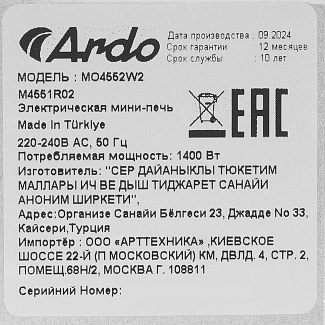 Ardo
Дата производства : 09.2024
Срок гарантии : 12 месяцев
Срок службы : 10 лет
МОДЕЛЬ : MO4552W2
M4551R02
Электрическая мини-печь
Made In Türkiye
220-240В AC, 50 Гц
Потребляемая мощность: 1400 Вт
EAC
Изготовитель: "СЕР ДАЙАНЫКЛЫ ТЮКЕТИМ
МАЛЛАРЫ ИЧ ВЕ ДЫШ ТИДЖАРЕТ САНАЙИ
АНОНИМ ШИРКЕТИ",
Адрес:Организе Санайи Бёлгеси 23, Джадде No 33,
Кайсери,Турция
Импортёр : ООО «АРТТЕХНИКА» ,КИЕВСКОЕ
ШОССЕ 22-Й (П МОСКОВСКИЙ) КМ, ДВЛД. 4, СТР. 2,
ПОМЕЩ.68Н/2, МОСКВА Г. 108811
Серийний Номер: